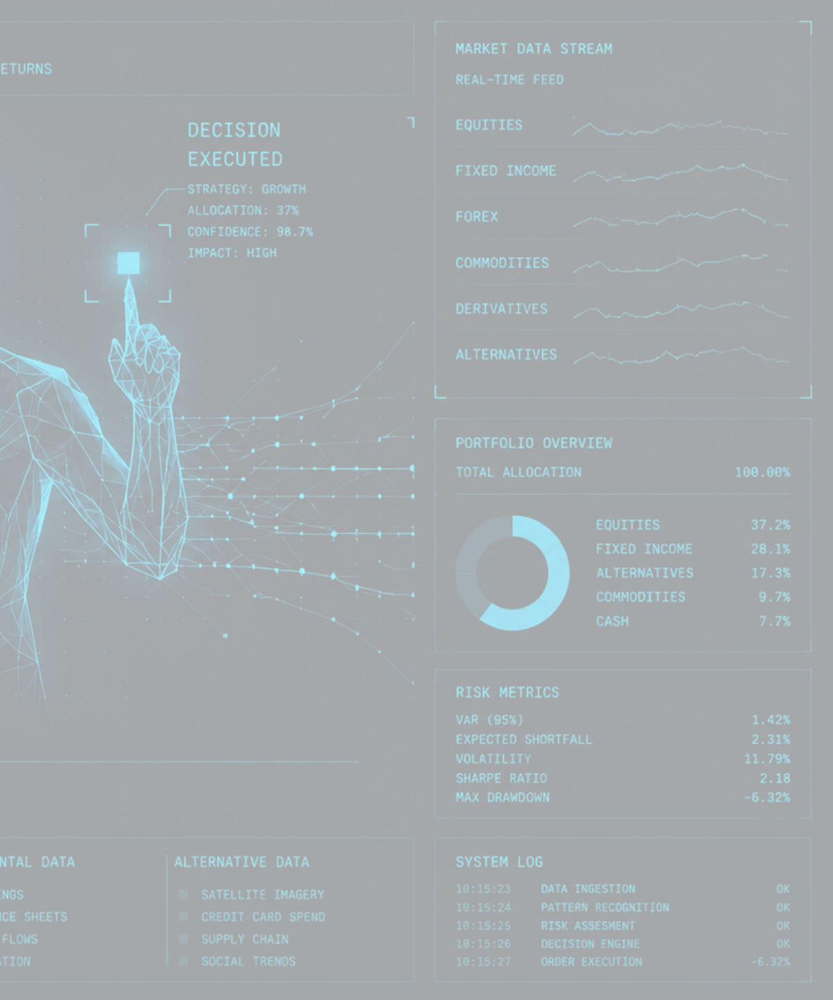 ETURNS
DECISION
EXECUTED
STRATEGY: GROWTH
ALLOCATION: 37%
CONFIDENCE: 98.7%
IMPACT: HIGH
MARKET DATA STREAM
REAL-TIME FEED
EQUITIES
FIXED INCOME
FOREX
COMMODITIES
DERIVATIVES
ALTERNATIVES
PORTFOLIO OVERVIEW
TOTAL ALLOCATION 100.00%
EQUITIES 37.2%
FIXED INCOME 28.1%
ALTERNATIVES 17.3%
COMMODITIES 9.7%
CASH 7.7%
RISK METRICS
VAR (95%) 1.42%
EXPECTED SHORTFALL 2.31%
VOLATILITY 11.79%
SHARPE RATIO 2.18
MAX DRAWDOWN -6.32%
NTAL DATA
NGS
CE SHEETS
FLOWS
TION
ALTERNATIVE DATA
SATELLITE IMAGERY
CREDIT CARD SPEND
SUPPLY CHAIN
SOCIAL TRENDS
SYSTEM LOG
10:15:23 DATA INGESTION OK
10:15:24 PATTERN RECOGNITION OK
10:15:25 RISK ASSESMENT OK
10:15:26 DECISION ENGINE OK
10:15:27 ORDER EXECUTION -6.32%